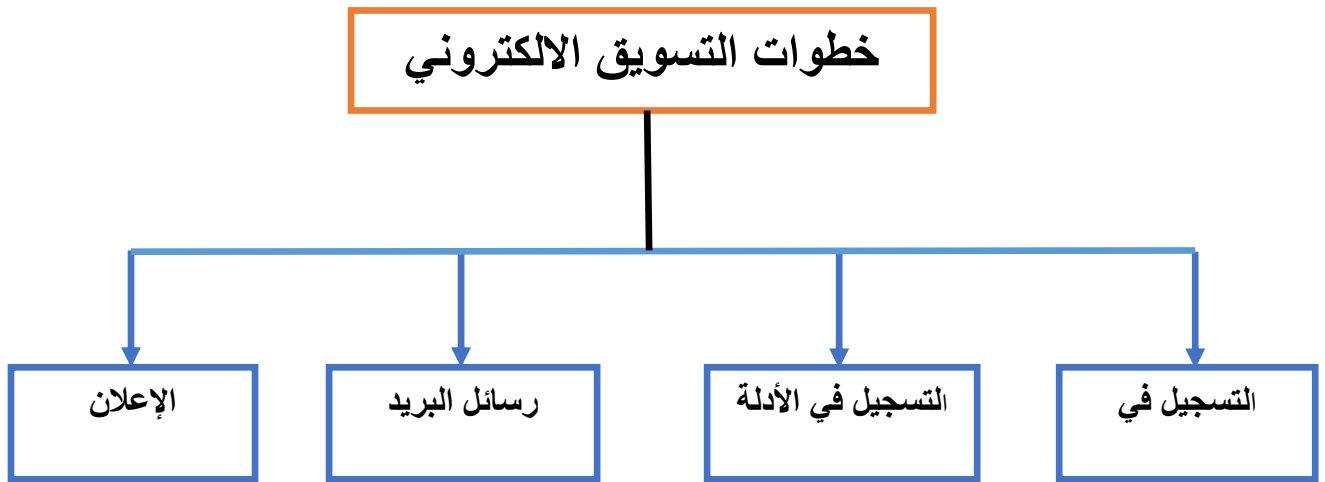 خطوات التسويق الالكتروني
التسجيل في
التسجيل في الأدلة
رسائل البريد
الإعلان